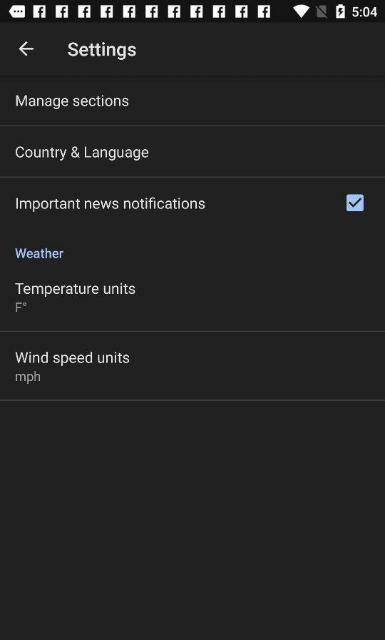 5:04
Settings
Manage sections
Country & Language
Important news notifications
Weather
Temperature units
F°
Wind speed units
mph